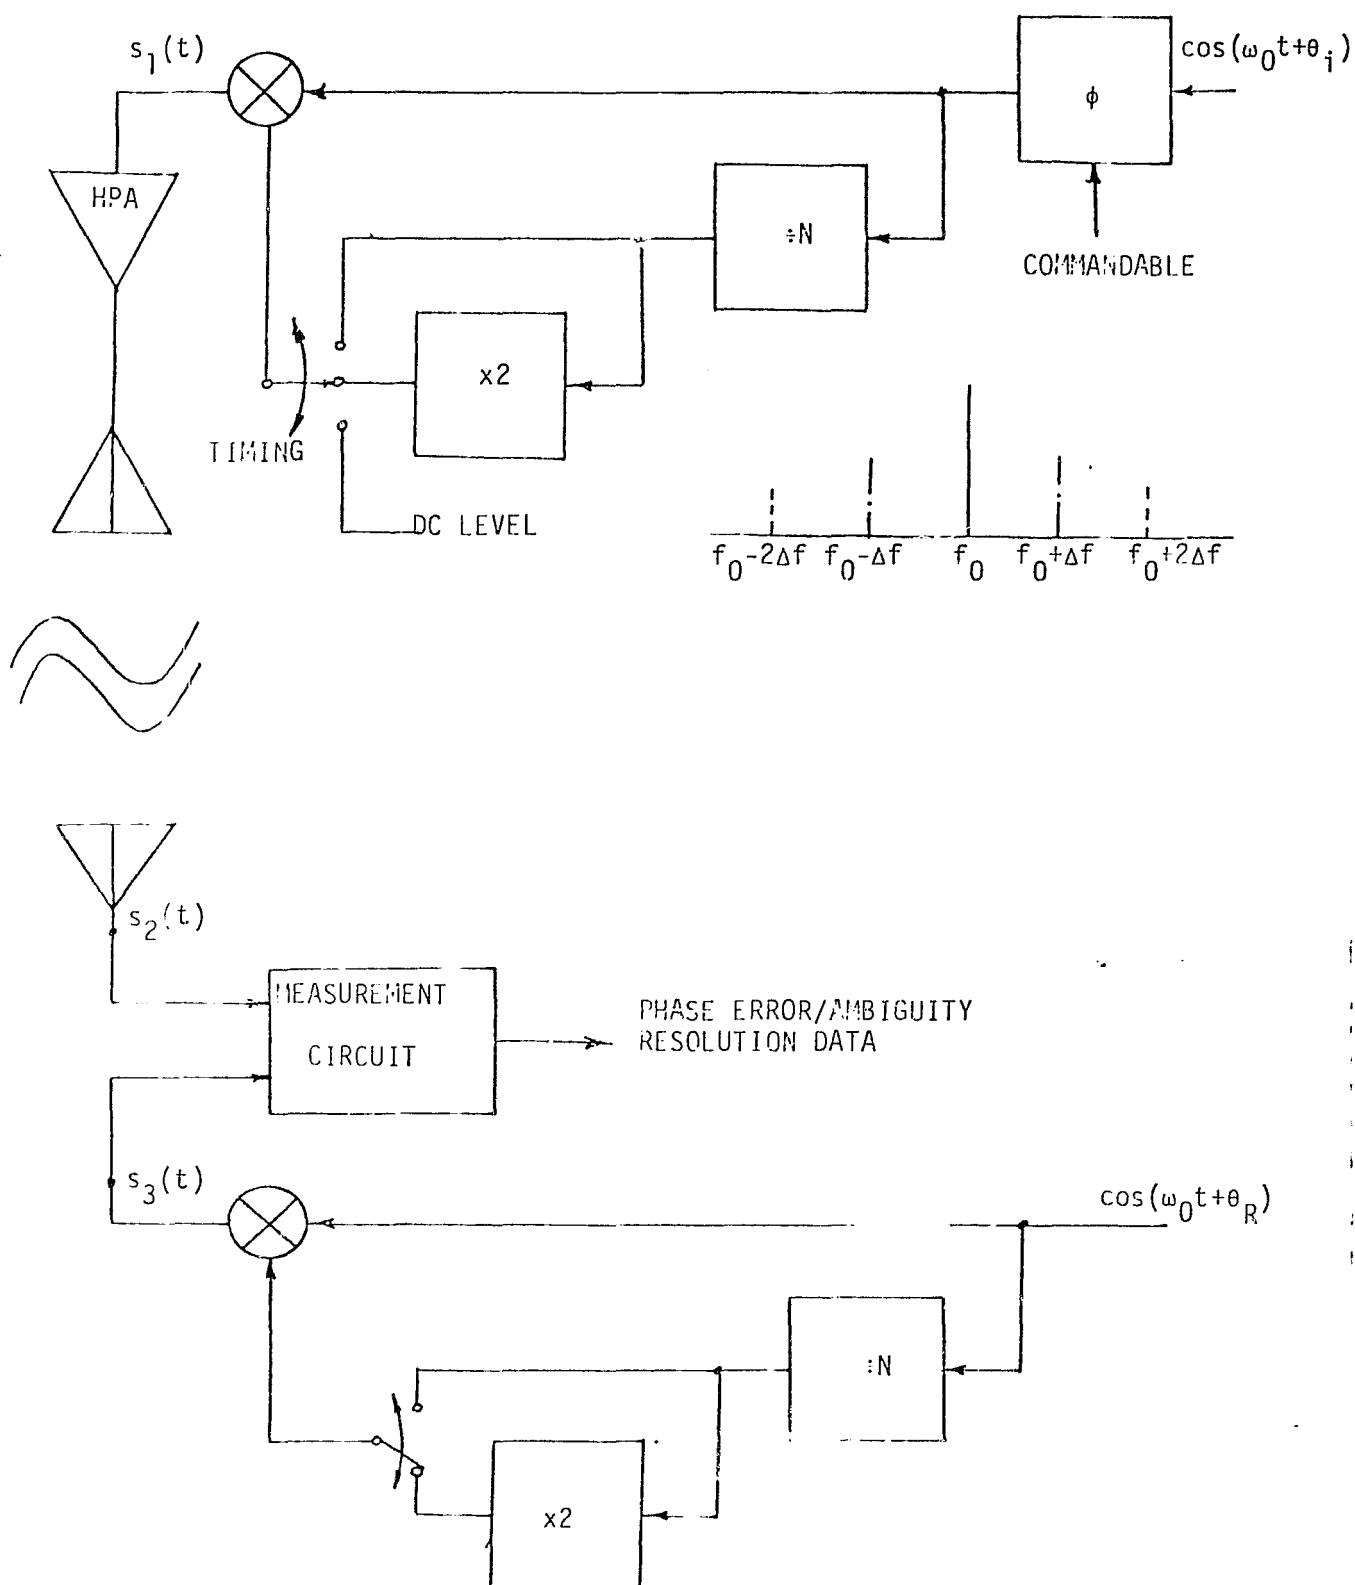 s1(t)
cos(ω0t+θi)
ϕ
HPA
÷N
COMMANDABLE
x2
TIMING
DC LEVEL
f0-2Δf f0-Δf f0 f0+Δf f0+2Δf
s2(t)
MEASUREMENT
CIRCUIT
PHASE ERROR/AMBIGUITY
RESOLUTION DATA
s3(t)
cos(ω0t+θR)
÷N
x2